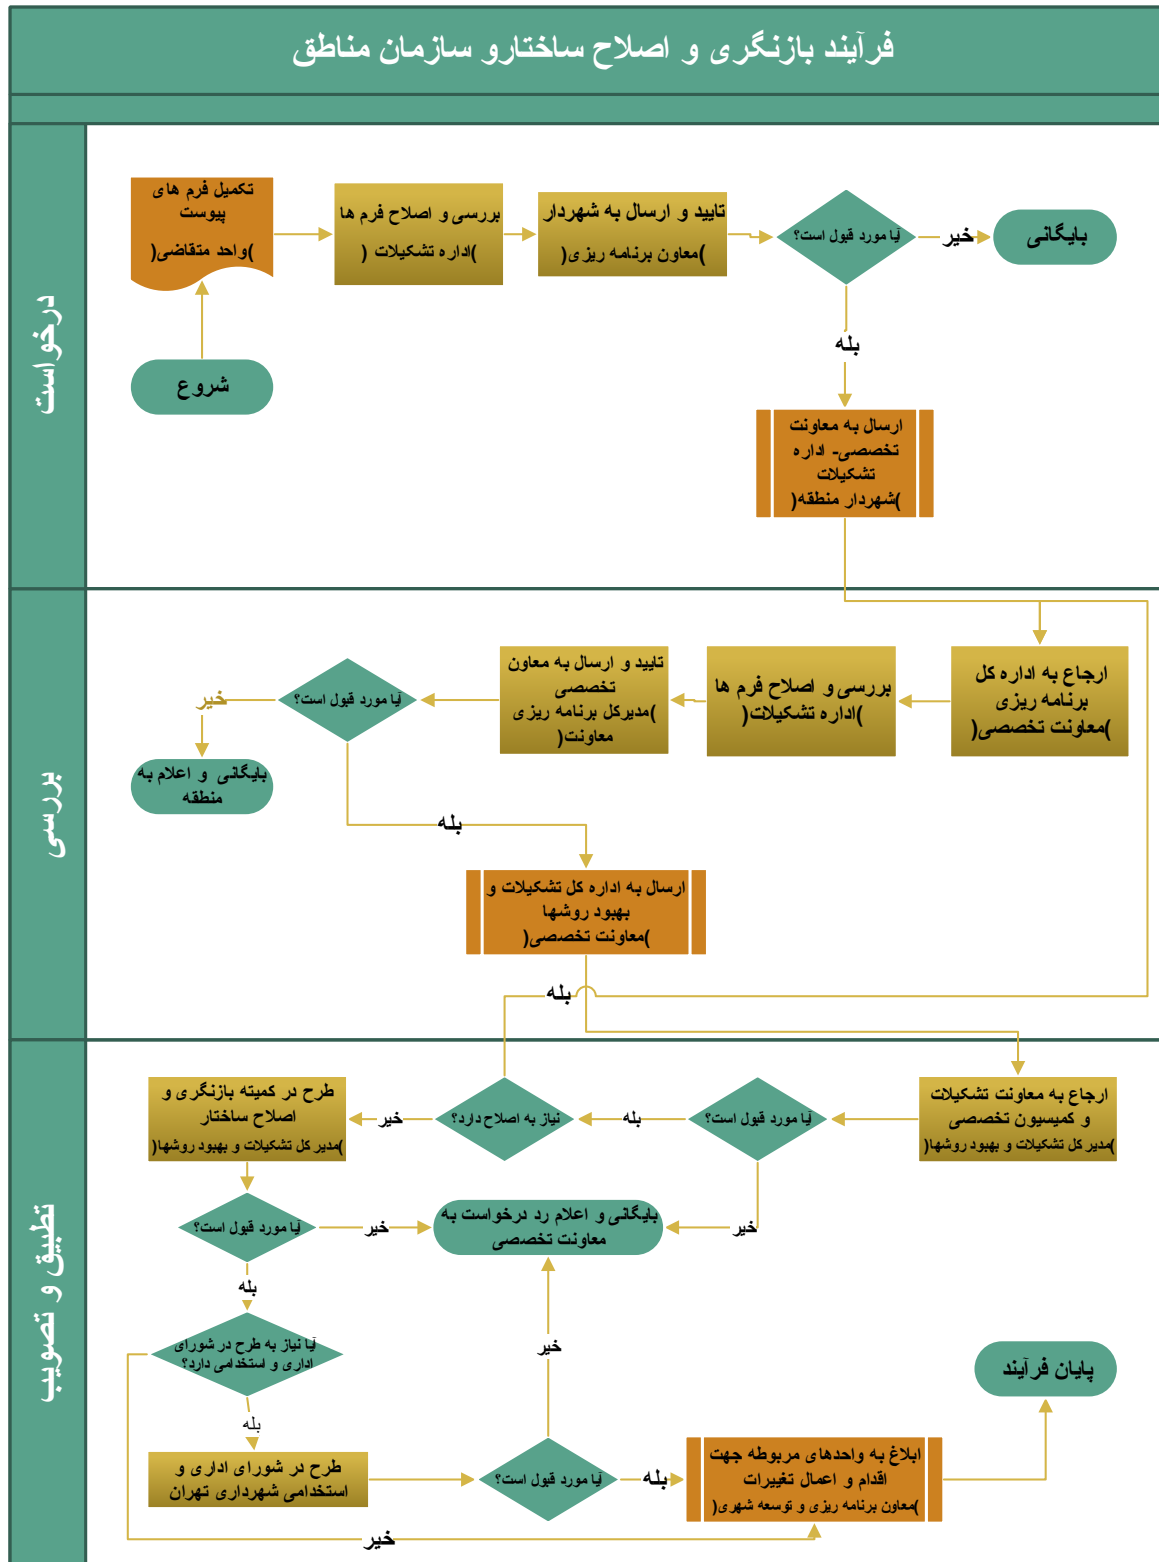 فرآیند بازنگری و اصلاح ساختارو سازمان مناطق
درخواست
تکمیل فرم های
پیوست
)واحد متقاضی(
بررسی و اصلاح فرم ها
)اداره تشکیلات (
تایید و ارسال به شهردار
)معاون برنامه ریزی(
آیا مورد قبول است؟
خیر
بایگانی
شروع
بله
ارسال به معاونت
تخصصی- اداره
تشکیلات
)شهردار منطقه(
بررسی
ارجاع به اداره کل
برنامه ریزی
)معاونت تخصصی(
بررسی و اصلاح فرم ها
)اداره تشکیلات(
تایید و ارسال به معاون
تخصصی
)مدیرکل برنامه ریزی
معاونت(
آیا مورد قبول است؟
خیر
بایگانی و اعلام به
منطقه
بله
ارسال به اداره کل تشکیلات و
بهبود روشها
)معاونت تخصصی(
بله
تطبیق و تصویب
ارجاع به معاونت تشکیلات
و کمیسیون تخصصی
)مدیر کل تشکیلات و بهبود روشها(
آیا مورد قبول است؟
بله
نیاز به اصلاح دارد؟
خیر
طرح در کمیته بازنگری و
اصلاح ساختار
)مدیر کل تشکیلات و بهبود روشها(
آیا مورد قبول است؟
خیر
بایگانی و اعلام رد درخواست به
معاونت تخصصی
خیر
بله
آیا نیاز به طرح در شورای
اداری و استخدامی دارد؟
خیر
بله
طرح در شورای اداری و
استخدامی شهرداری تهران
آیا مورد قبول است؟
بله
ابلاغ به واحدهای مربوطه جهت
اقدام و اعمال تغییرات
)معاون برنامه ریزی و توسعه شهری(
پایان فرآیند
خیر